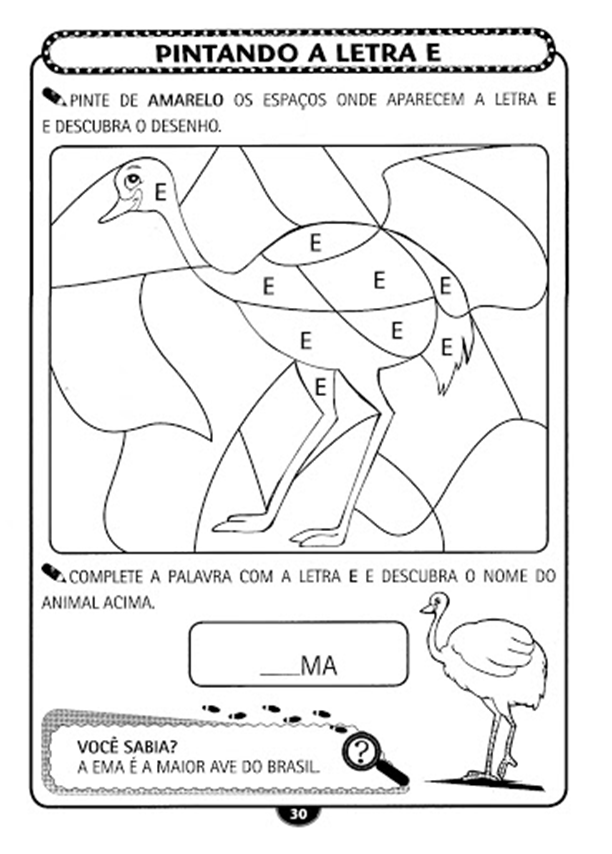 PINTANDO A LETRA E
PINTE DE AMARELO OS ESPAÇOS ONDE APARECEM A LETRA E
E DESCUBRA O DESENHO.
E
E
E
E
E
E
E
E
E
COMPLETE A PALAVRA COM A LETRA E E DESCUBRA O NOME DO
ANIMAL ACIMA.
___MA
VOCÊ SABIA?
?
A EMA É A MAIOR AVE DO BRASIL.
30